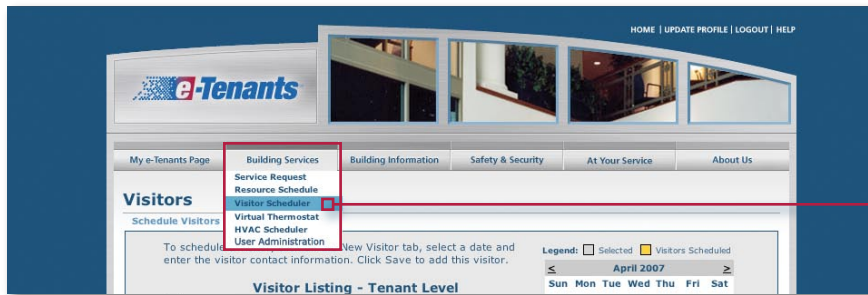 HOME | UPDATE PROFILE | LOGOUT | HELP
e-Tenants
My e-Tenants Page Building Services Building Information Safety & Security At Your Service About Us
Service Request
Resource Schedule
Visitor Scheduler
Virtual Thermostat
HVAC Scheduler
User Administration
Visitors
Schedule Visitors
To schedule New Visitor tab, select a date and
enter the visitor contact information. Click Save to add this visitor.
Visitor Listing - Tenant Level
Legend: Selected Visitors Scheduled
< April 2007 >
Sun Mon Tue Wed Thu Fri Sat